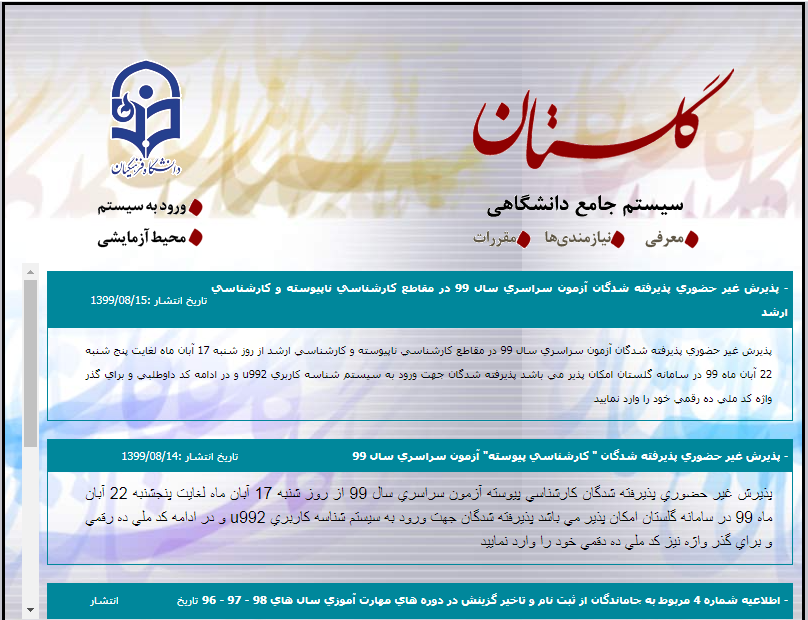 گلستان
دانشگاه فرهنگیان
سیستم جامع دانشگاهی
ورود به سیستم
معرفی نیازمندی‌ها مقررات
محیط آزمایشی
- پذيرش غير حضوري پذيرفته شدگان آزمون سراسري سال 99 در مقاطع كارشناسي ناپيوسته و كارشناسي
ارشد
تاریخ انتشار :1399/08/15
پذيرش غير حضوري پذيرفته شدگان آزمون سراسري سال 99 در مقاطع كارشناسي ناپيوسته و كارشناسي ارشد از روز شنبه 17 آبان ماه لغايت پنج شنبه
22 آبان ماه 99 در سامانه گلستان امكان پذير مي باشد پذيرفته شدگان جهت ورود به سيستم شناسه كاربري u992 و در ادامه كد داوطلبي و براي گذر
واژه كد ملي ده رقمي خود را وارد نماييد
- پذيرش غير حضوري پذيرفته شدگان " كارشناسي پيوسته" آزمون سراسري سال 99
تاریخ انتشار :1399/08/14
پذيرش غير حضوري پذيرفته شدگان كارشناسي پيوسته آزمون سراسري سال 99 از روز شنبه 17 آبان ماه لغايت پنجشنبه 22 آبان
ماه 99 در سامانه گلستان امكان پذير مي باشد پذيرفته شدگان جهت ورود به سيستم شناسه كاربري u992 و در ادامه كد ملي ده رقمي
و براي گذر واژه نيز كد ملي ده دقمي خود را وارد نماييد
- اطلاعيه شماره 4 مربوط به جاماندگان از ثبت نام و تاخير گزينش در دوره هاي مهارت آموزي سال هاي 98 - 97 - 96 تاریخ انتشار